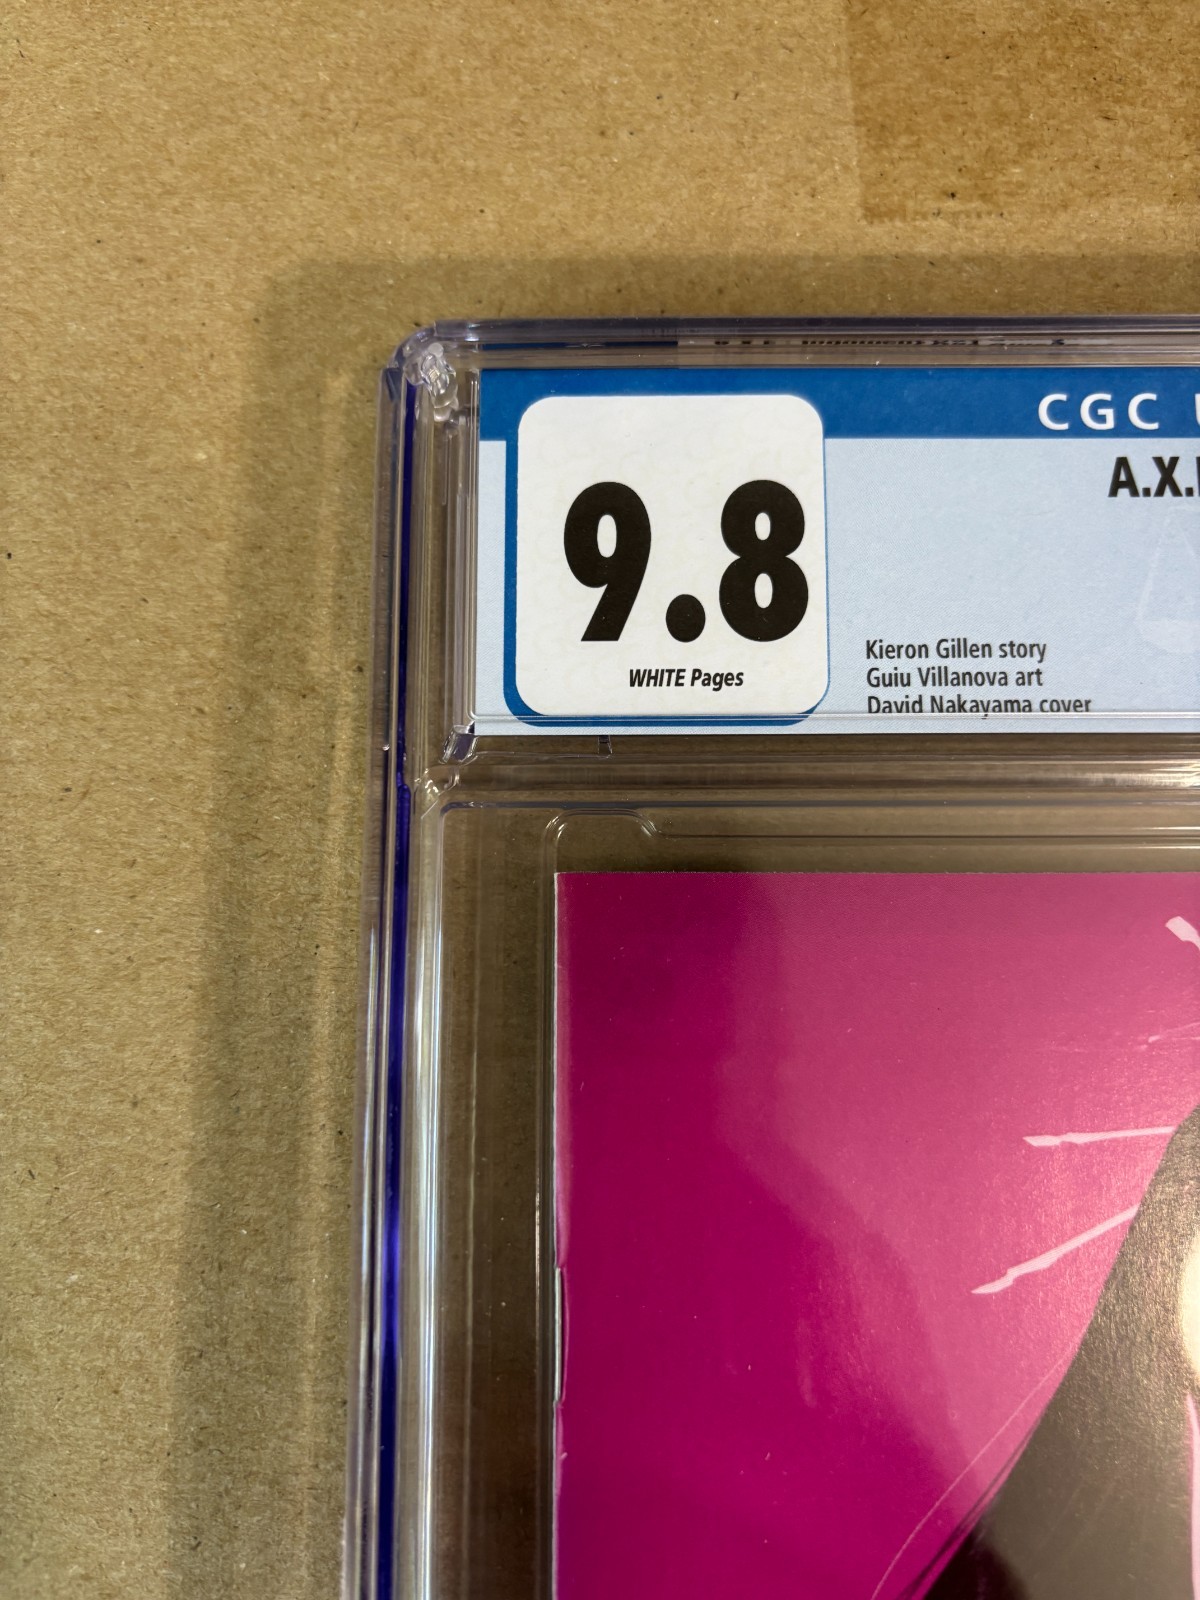 CGC
A.X.
9.8
WHITE Pages
Kieron Gillen story
Guiu Villanova art
David Nakayama cover